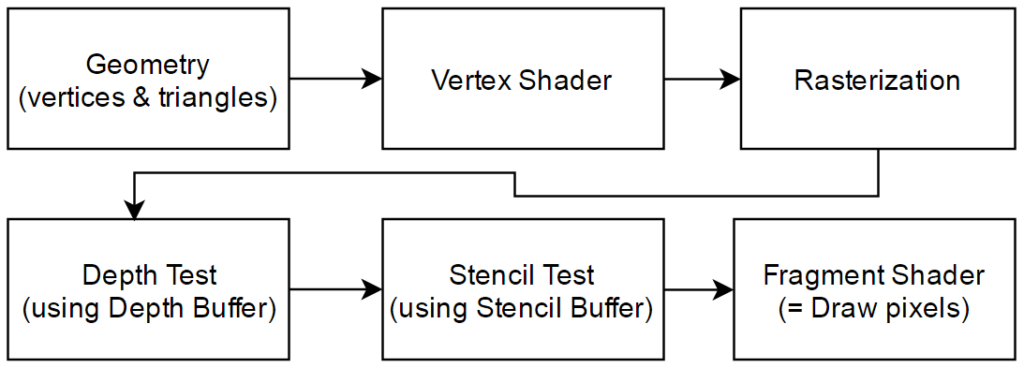 Geometry
(vertices & triangles)
Vertex Shader
Rasterization
Depth Test
(using Depth Buffer)
Stencil Test
(using Stencil Buffer)
Fragment Shader
(= Draw pixels)